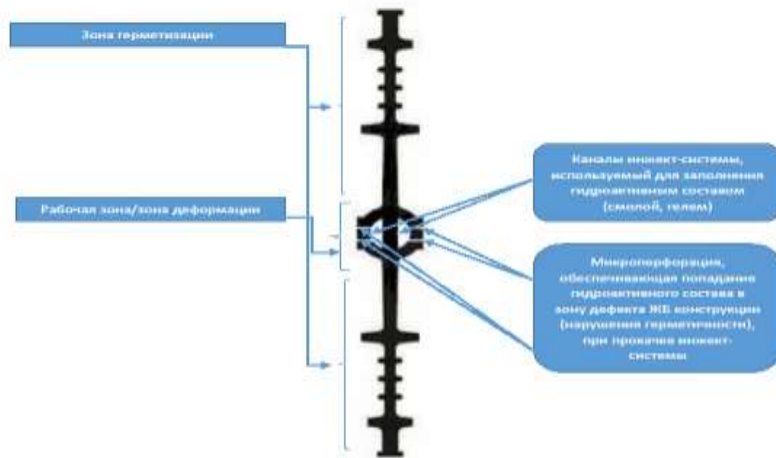 Зона герметизации
Рабочая зона/зона деформации
Каналы инжект-системы,
используемый для заполнения
гидроактивным составом
(смолой, гелем)
Микроперфорация,
обеспечивающая попадания
гидроактивного состава в
зону дефекта ЖБ конструкции
(нарушения герметичности),
при прокачке инжект-
системы